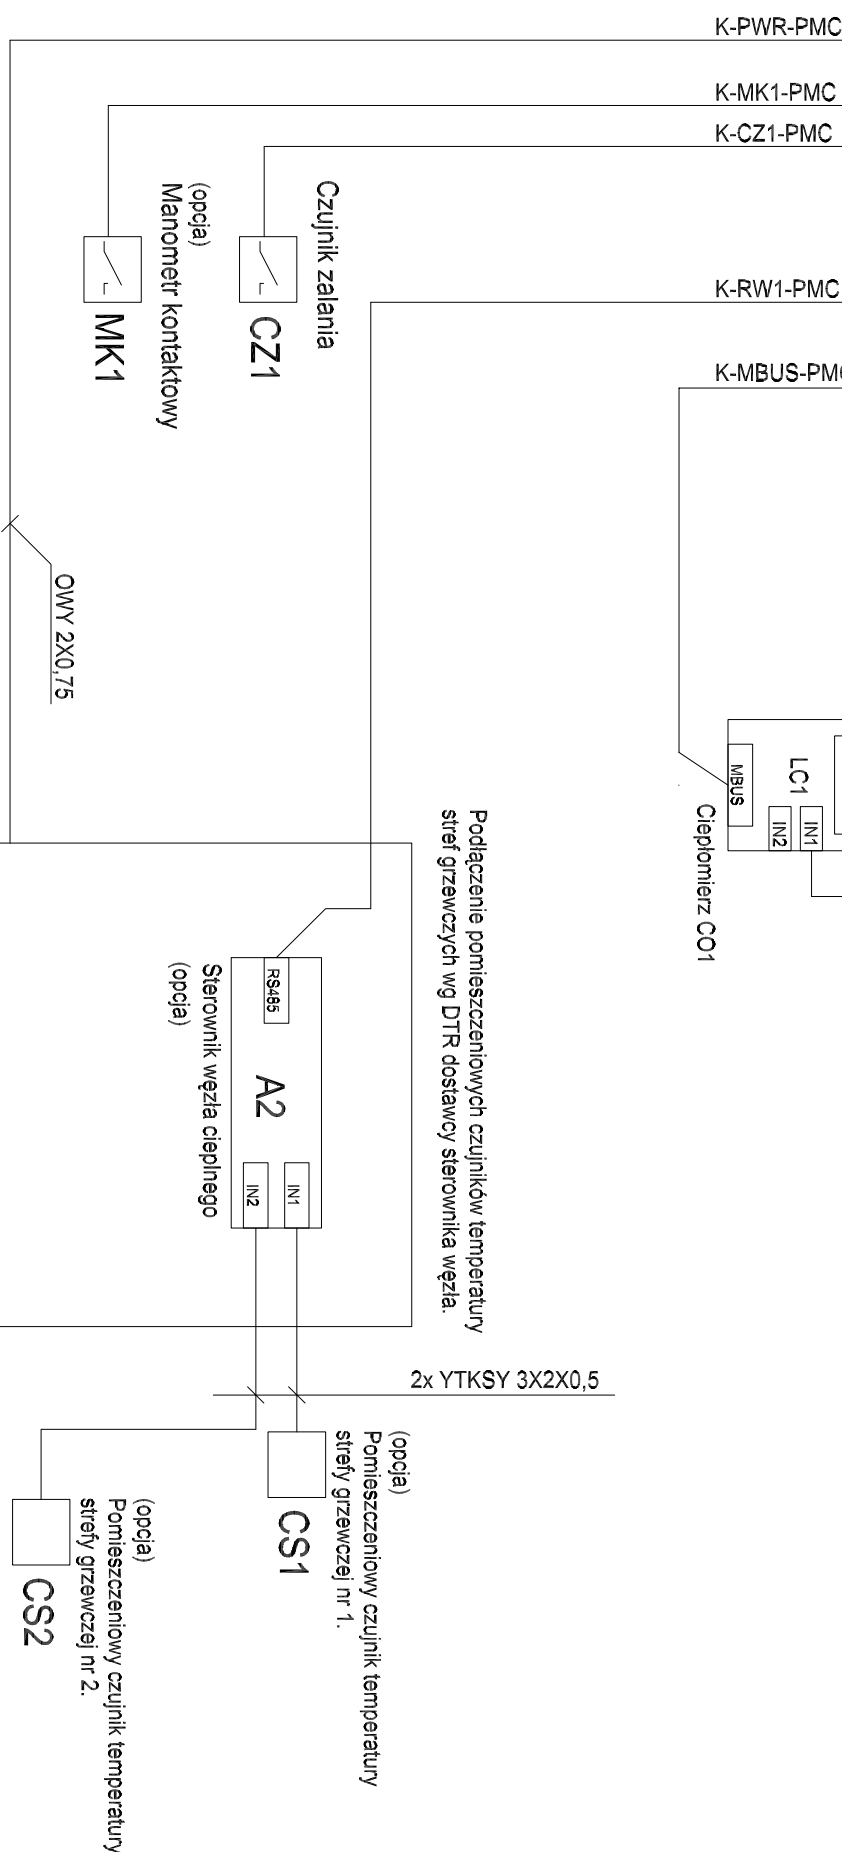 K-PWR-PMC
K-MK1-PMC
K-CZ1-PMC
K-RW1-PMC
K-MBUS-PM
Czujnik zalania
CZ1
(opcja)
Manometr kontaktowy
MK1
OWY 2X0,75
MBUS
LC1
IN1
IN2
Ciepłomierz CO1
Podłączenie pomieszczeniowych czujników temperatury
stref grzewczych wg DTR dostawcy sterownika węzła.
RS485
A2
IN1
IN2
Sterownik węzła cieplnego
(opcja)
2x YTKSY 3X2X0,5
(opcja)
Pomieszczeniowy czujnik temperatury
strefy grzewczej nr 1.
CS1
(opcja)
Pomieszczeniowy czujnik temperatury
strefy grzewczej nr 2.
CS2